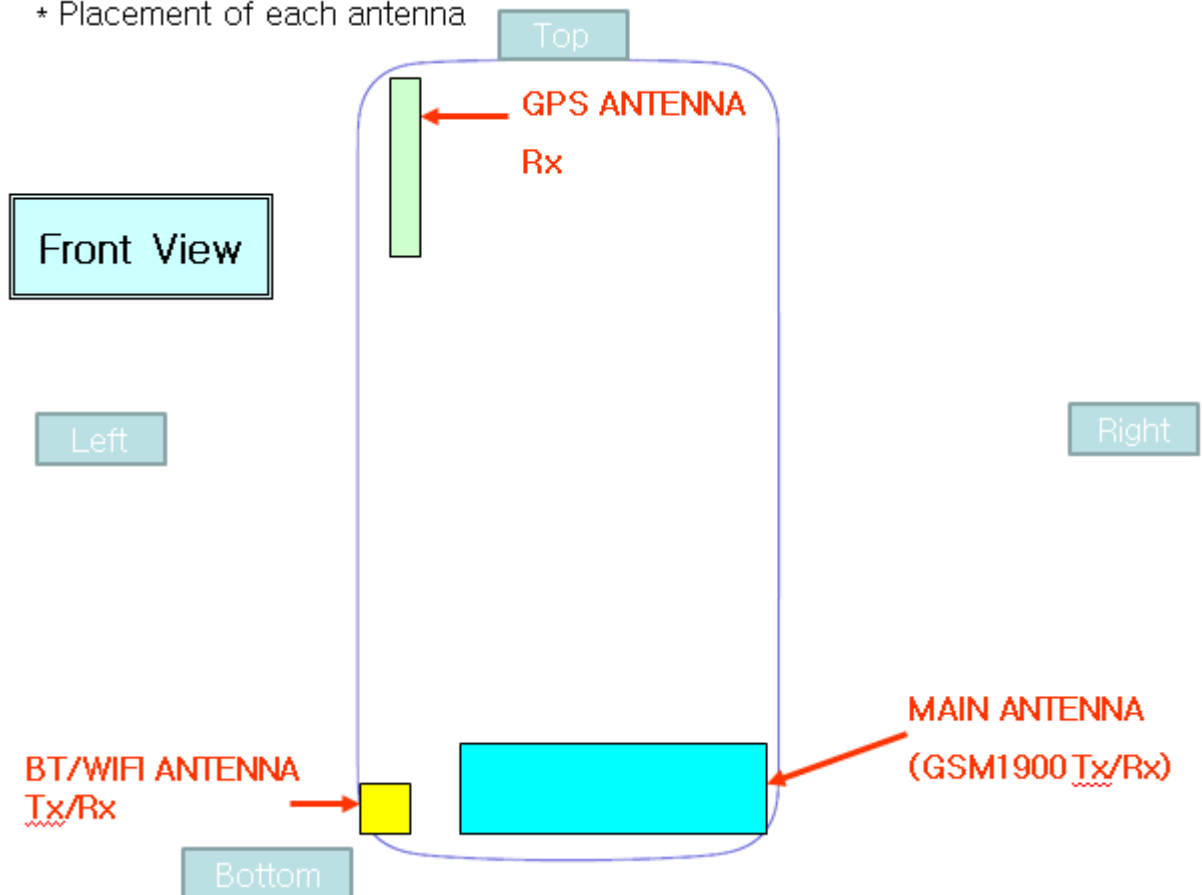 * Placement of each antenna
Top
GPS ANTENNA
Rx
Front View
Left
Right
MAIN ANTENNA
(GSM1900 Tx/Rx)
BT/WIFI ANTENNA
Tx/Rx
Bottom